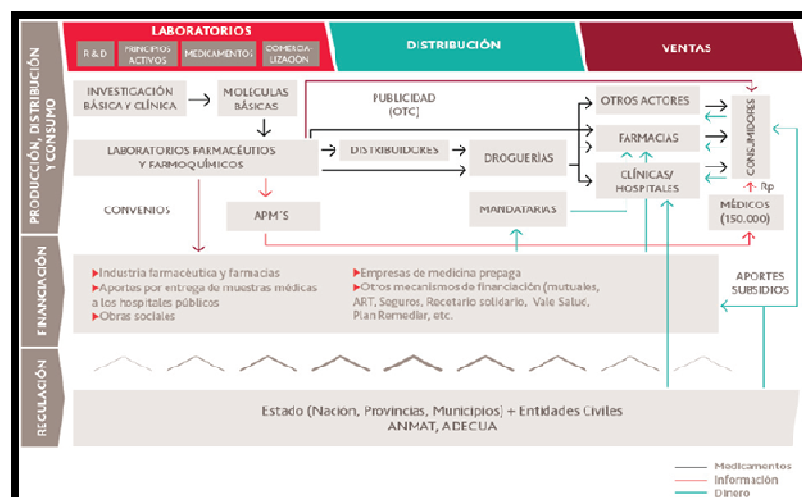 LABORATORIOS
R & D
PRINCIPIOS
ACTIVOS
MEDICAMENTOS
COMERCIA-
LIZACIÓN
DISTRIBUCIÓN
VENTAS
PRODUCCIÓN, DISTRIBUCIÓN
Y CONSUMO
INVESTIGACIÓN
BÁSICA Y CLÍNICA
MOLÉCULAS
BÁSICAS
PUBLICIDAD
(OTC)
OTROS ACTORES
CONSUMIDORES
LABORATORIOS FARMACÉUTIOS
Y FARMOQUÍMICOS
DISTRIBUIDORES
DROGUERÍAS
FARMACIAS
CLÍNICAS/
HOSPITALES
CONVENIOS
APM'S
MANDATARIAS
Rp
MÉDICOS
(150.000)
FINANCIACIÓN
Industria farmacéutica y farmacias
Aportes por entrega de muestras médicas
a los hospitales públicos
Obras sociales
Empresas de medicina prepaga
Otros mecanismos de financiación (mutuales,
ART, Seguros, Recetario solidario, Vale Salud,
Plan Remediar, etc.
APORTES
SUBSIDIOS
REGULACIÓN
Estado (Nación, Provincias, Municipios) + Entidades Civiles
ANMAT, ADECUA
Medicamentos
Información
Dinero